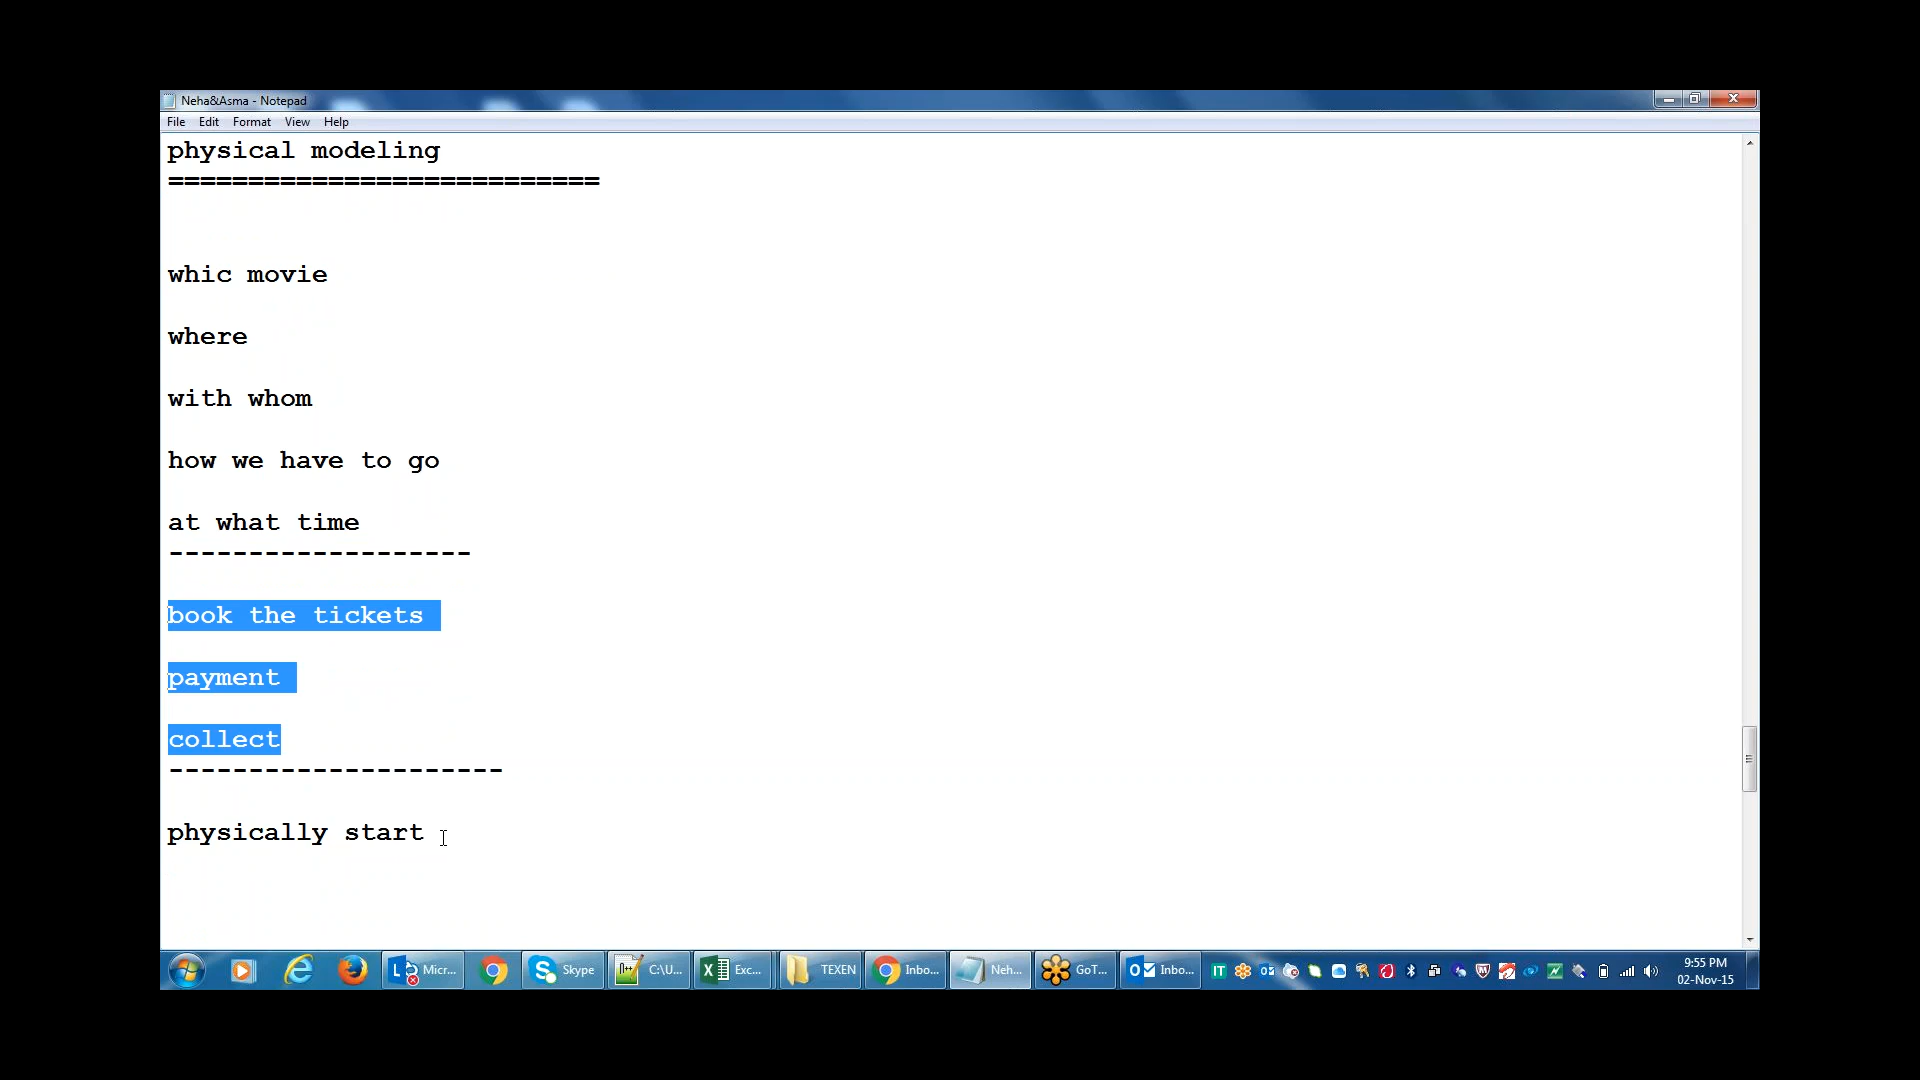 Neha&Asma - Notepad
File Edit Format View Help
physical modeling
===========================
whic movie
where
with whom
how we have to go
at what time
-------------------
book the tickets
payment
collect
---------------------
physically start
Micr... Skype C:\U... Exc... TEXEN Inbo... Neh... GoT... Inbo... 9:55 PM
02-Nov-15